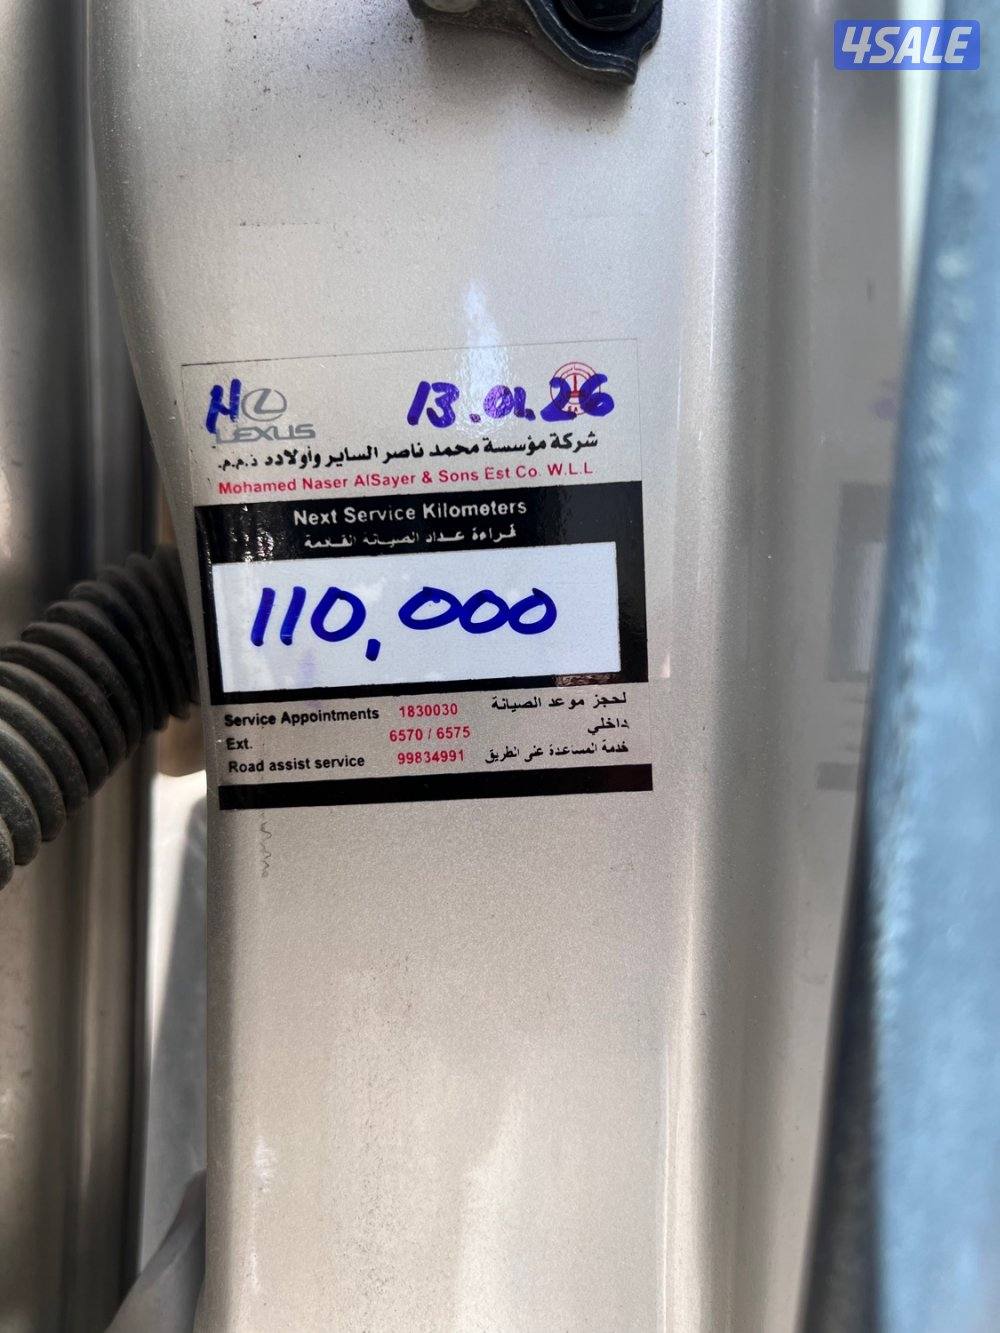 4SALE
H
LEXUS
13.01.26
شركة مؤسسة محمد ناصر الساير وأولاده ذ.م.م.
Mohamed Naser AlSayer & Sons Est Co. W.L.L
Next Service Kilometers
قراءة عداد الصيانة القادمة
110,000
Service Appointments 1830030 لحجز موعد الصيانة
Ext. 6570 / 6575 داخلي
Road assist service 99834991 خدمة المساعدة على الطريق